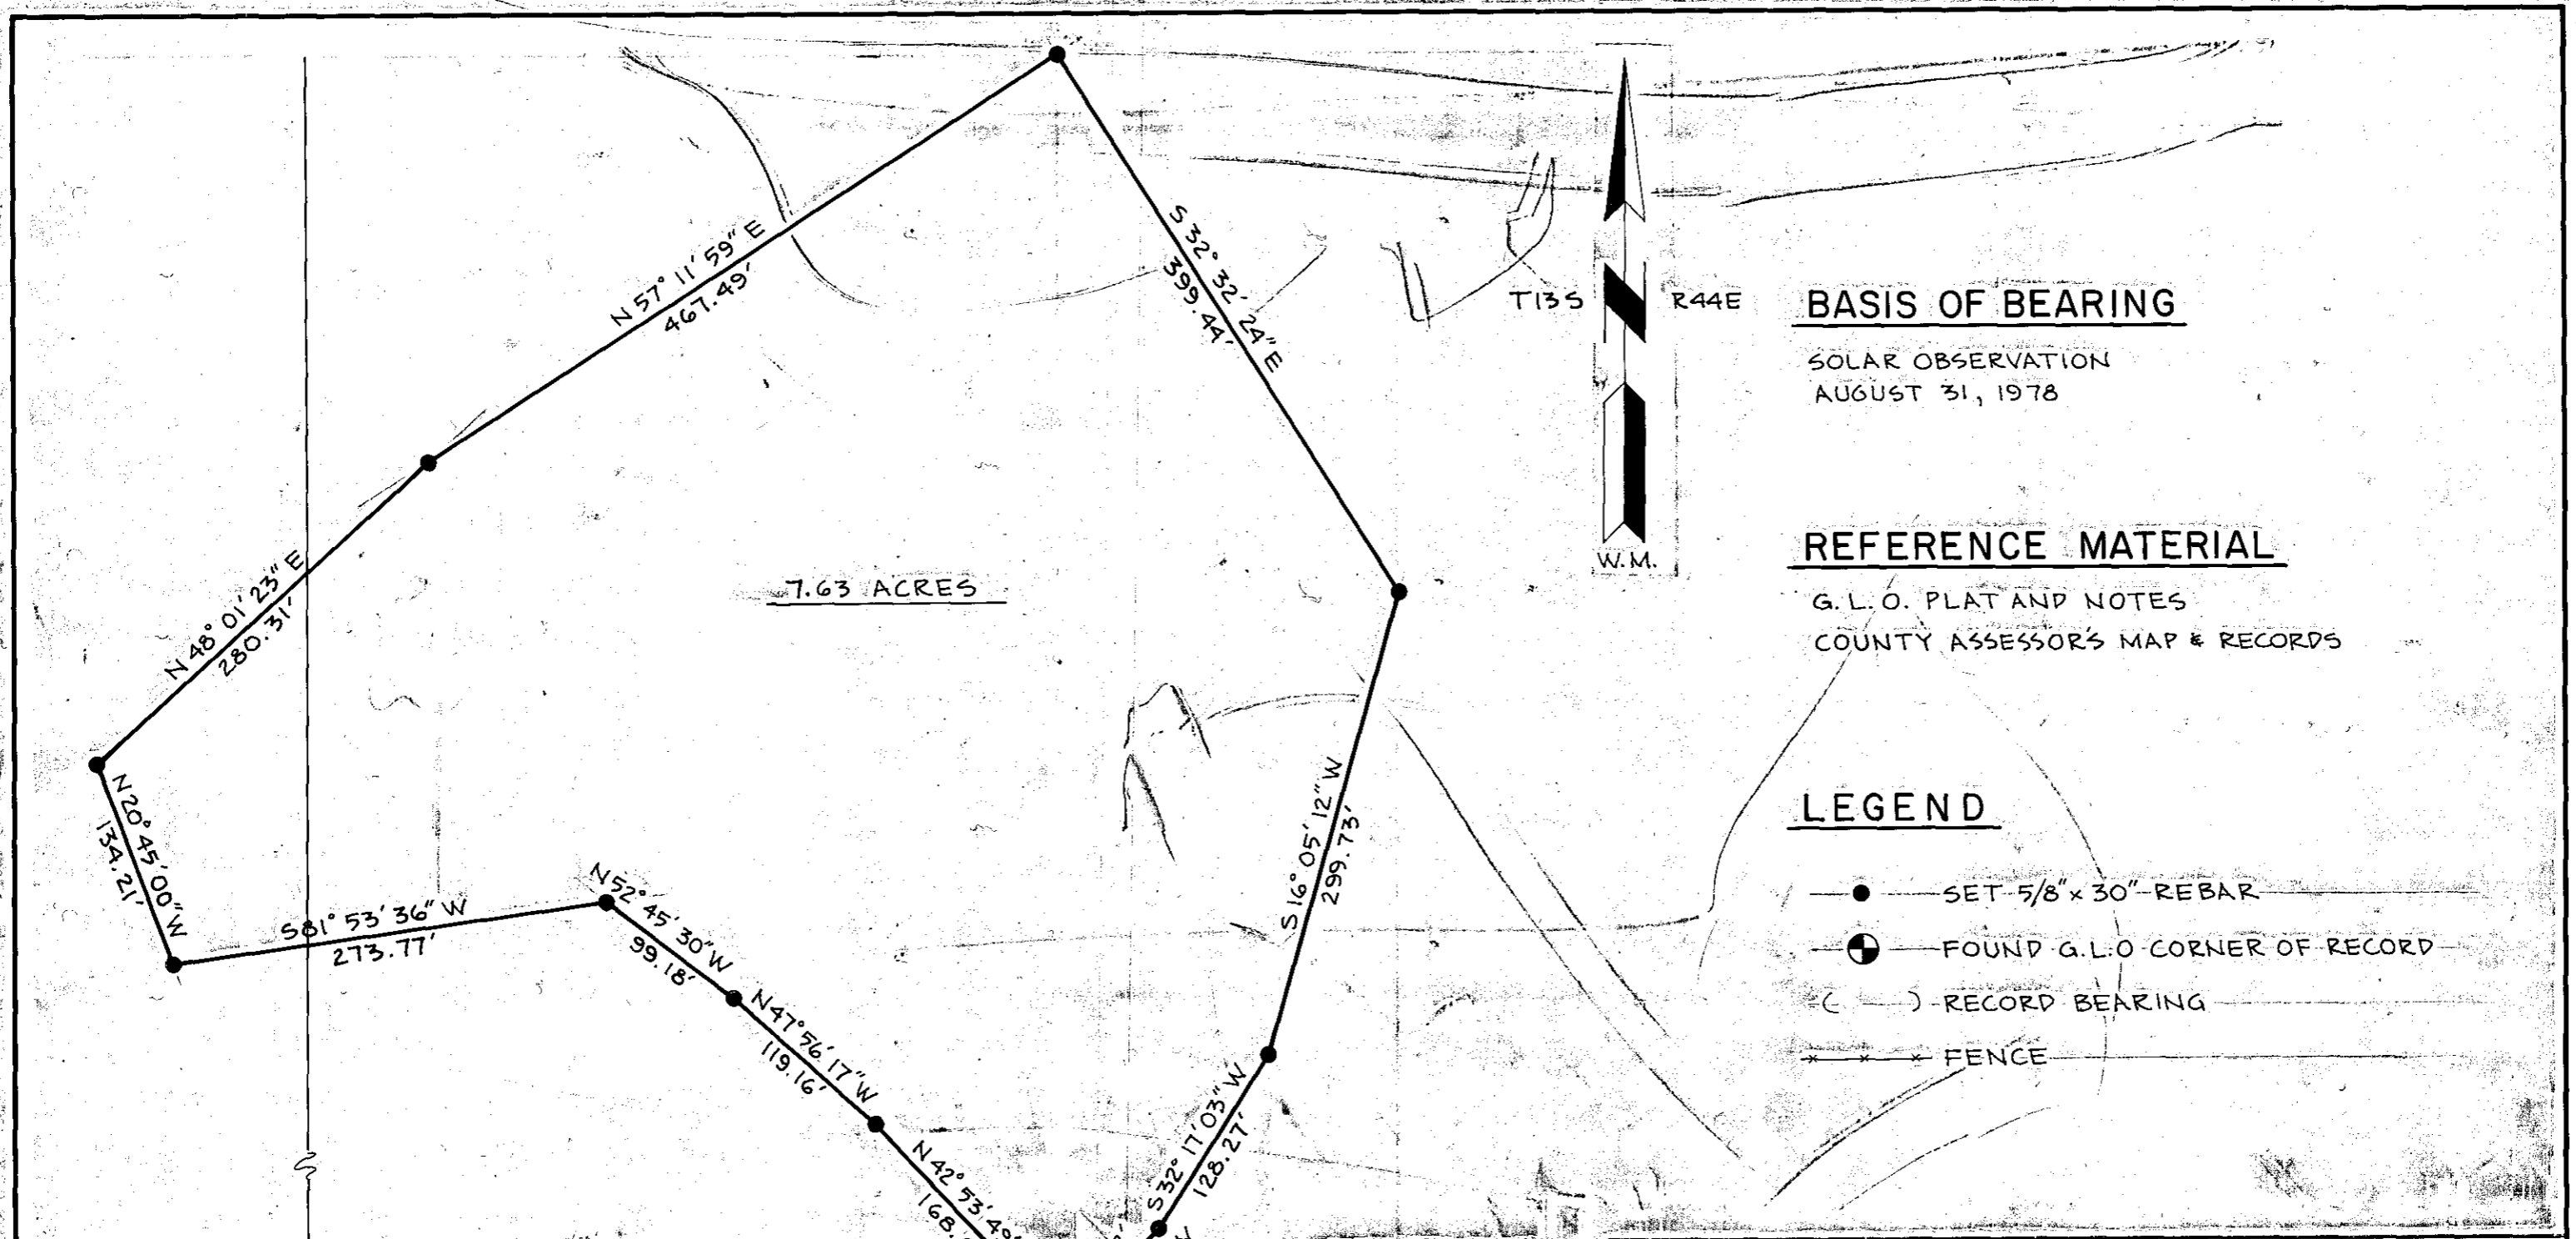 N 57° 11' 59" E
467.49'
S 32° 32' 24" E
399.44'
T13S
R44E
W.M.
BASIS OF BEARING
SOLAR OBSERVATION
AUGUST 31, 1978
REFERENCE MATERIAL
G.L.O. PLAT AND NOTES
COUNTY ASSESSOR'S MAP & RECORDS
7.63 ACRES
N 48° 01' 23" E
280.31'
N 20° 45' 00" W
134.21'
S 81° 53' 36" W
273.77'
N 52° 45' 30" W
99.18'
N 47° 56' 17" W
119.16'
N 42° 53'
168.
S 16° 05' 12" W
299.73'
S 32° 17' 03" W
128.27'
LEGEND
SET 5/8" x 30" REBAR
FOUND G.L.O CORNER OF RECORD
( ) RECORD BEARING
x x x FENCE